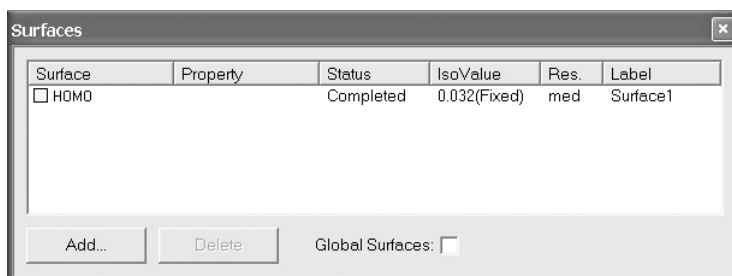 Surfaces
Surface Property Status IsoValue Res. Label
HOMO Completed 0.032(Fixed) med Surface1
Add... Delete Global Surfaces: